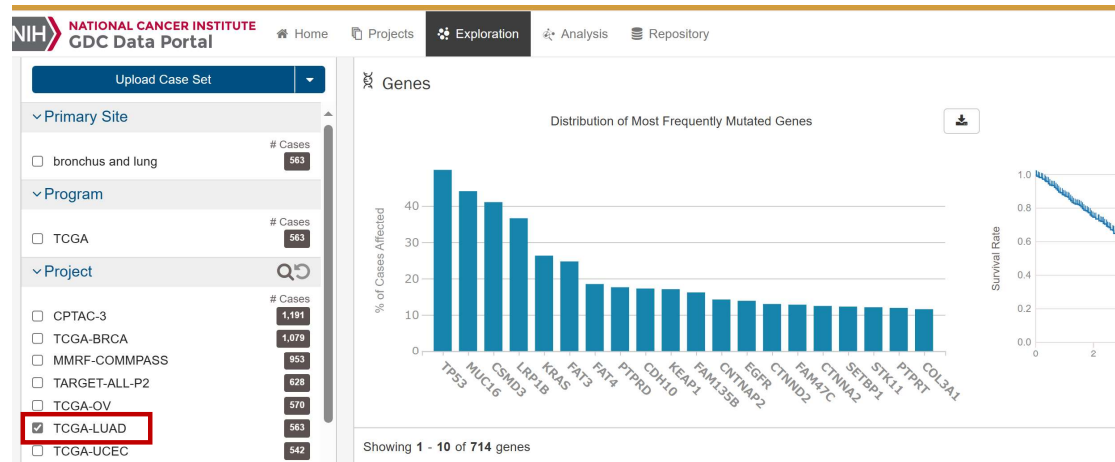 NIH NATIONAL CANCER INSTITUTE
GDC Data Portal
Home
Projects
Exploration
Analysis
Repository
Upload Case Set
Primary Site
# Cases
bronchus and lung 563
Program
# Cases
TCGA 563
Project
# Cases
CPTAC-3 1,191
TCGA-BRCA 1,079
MMRF-COMMPASS 953
TARGET-ALL-P2 628
TCGA-OV 570
TCGA-LUAD 563
TCGA-UCEC 542
Genes
Distribution of Most Frequently Mutated Genes
% of Cases Affected
40
30
20
10
0
TP53
MUC16
CSMD3
LRP1B
KRAS
FAT3
FAT4
PTPRD
CDH10
KEAP1
FAM135B
CNTNAP2
EGFR
CTNND2
FAM47C
CTNNA2
SETBP1
STK11
PTPRT
COL3A1
Survival Rate
1.0
0.8
0.6
0.4
0.2
0.0
0
2
Showing 1 - 10 of 714 genes